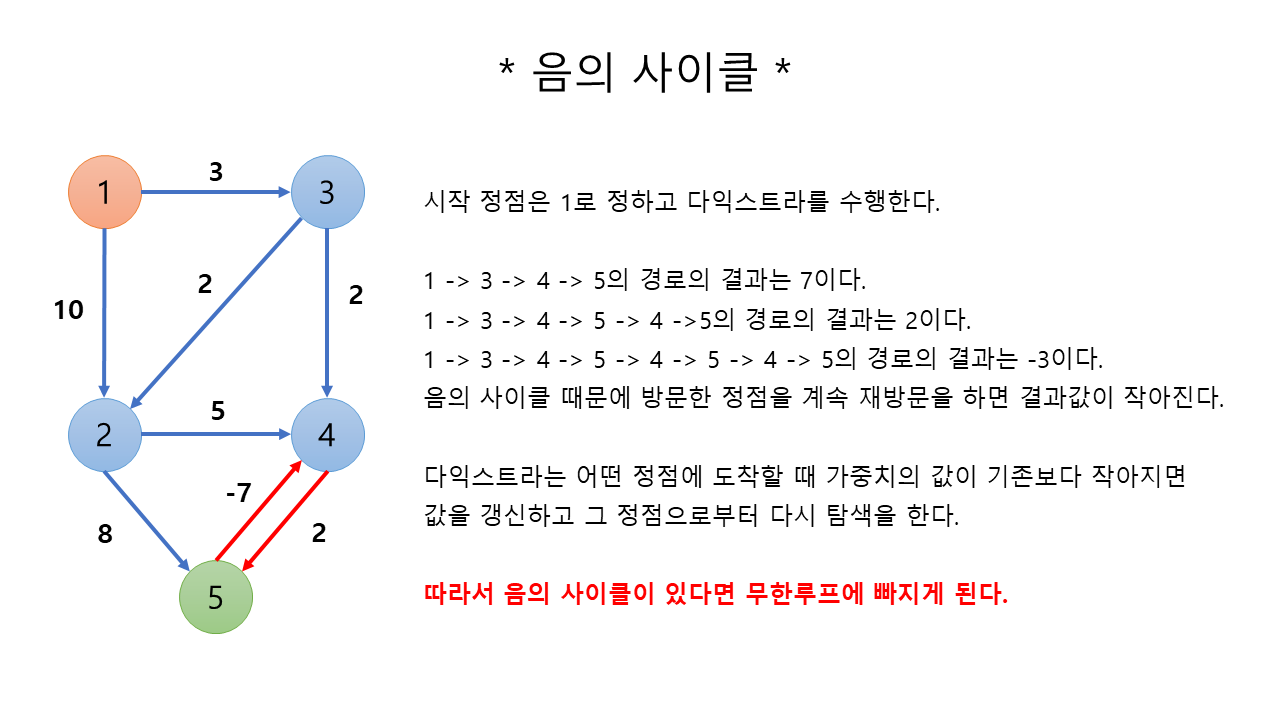 * 음의 사이클 *
3
1
3
시작 정점은 1로 정하고 다익스트라를 수행한다.
1 -> 3 -> 4 -> 5의 경로의 결과는 7이다.
2
2
10
1 -> 3 -> 4 -> 5 -> 4 ->5의 경로의 결과는 2이다.
1 -> 3 -> 4 -> 5 -> 4 -> 5 -> 4 -> 5의 경로의 결과는 -3이다.
음의 사이클 때문에 방문한 정점을 계속 재방문을 하면 결과값이 작아진다.
5
2
4
다익스트라는 어떤 정점에 도착할 때 가중치의 값이 기존보다 작아지면
값을 갱신하고 그 정점으로부터 다시 탐색을 한다.
-7
8
2
5
따라서 음의 사이클이 있다면 무한루프에 빠지게 된다.